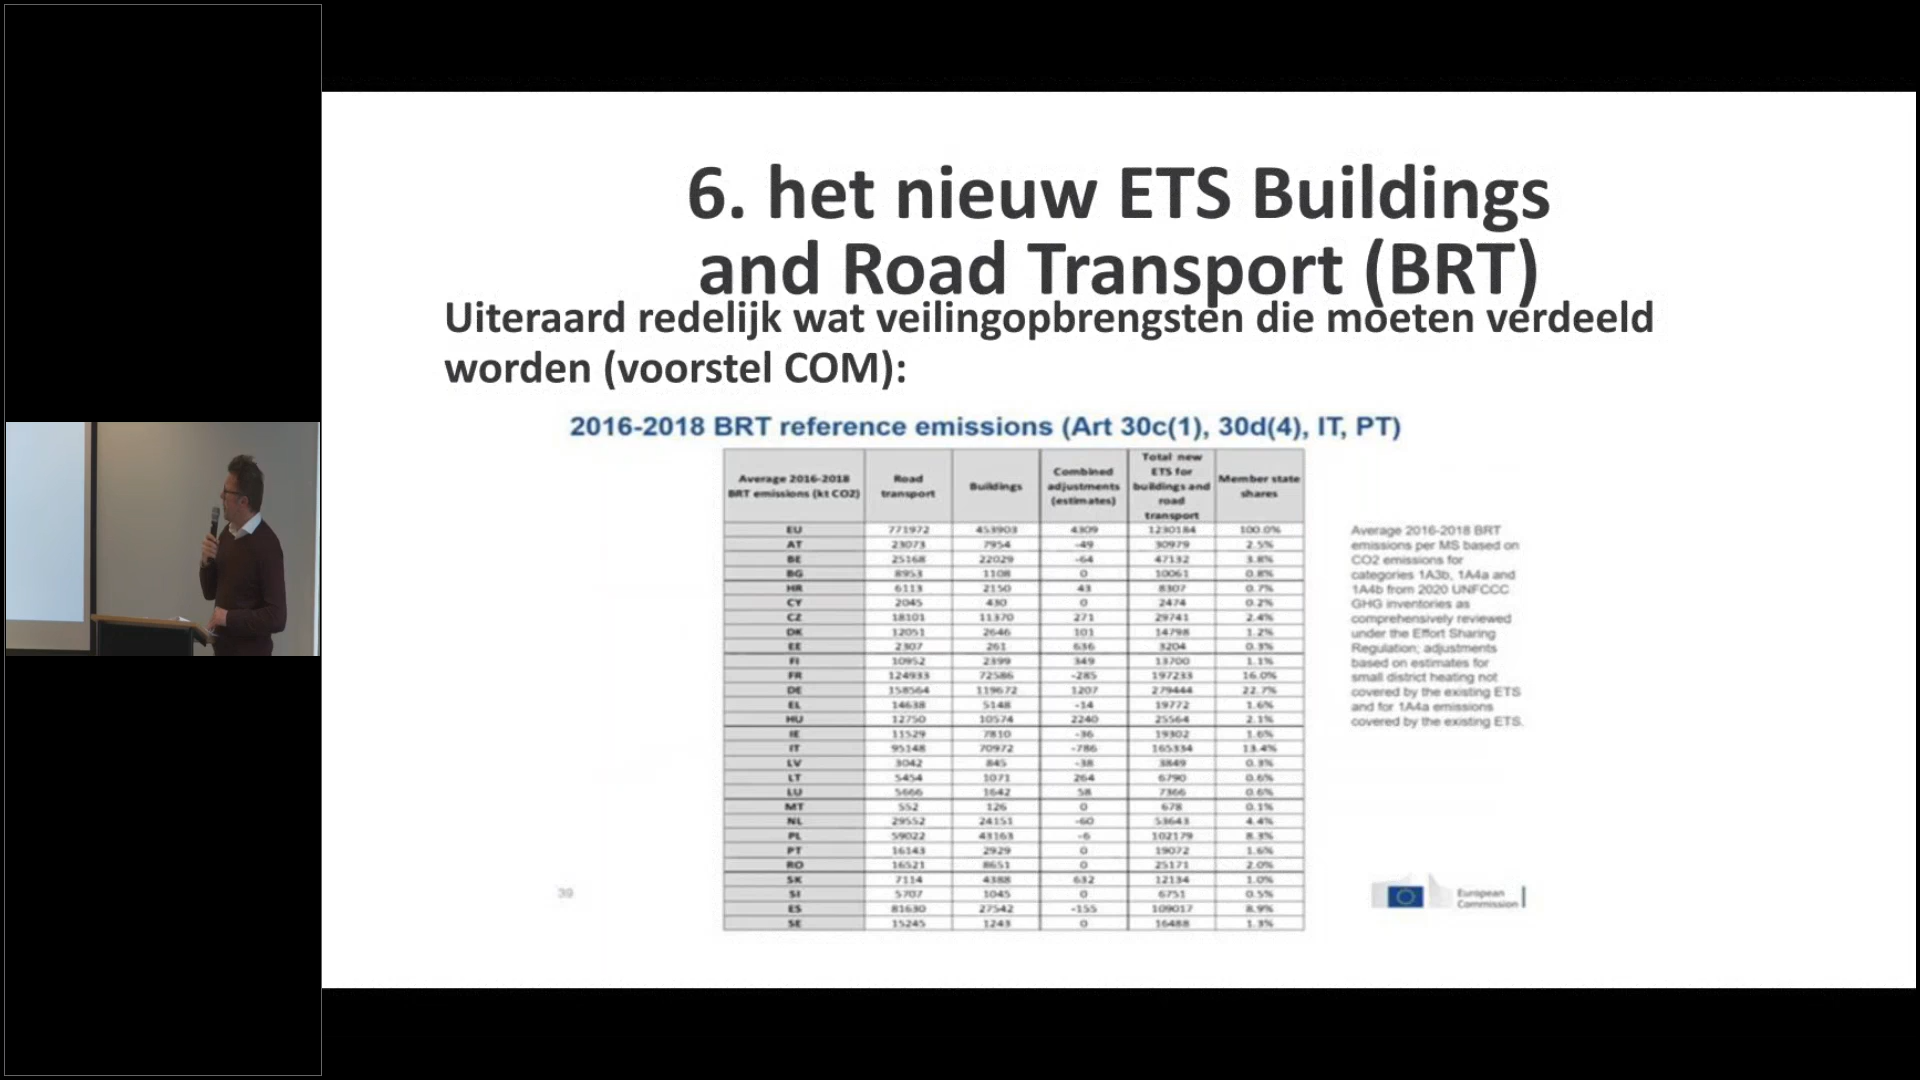 6. het nieuw ETS Buildings
and Road Transport (BRT)
Uiteraard redelijk wat veilingopbrengsten die moeten verdeeld
worden (voorstel COM):
2016-2018 BRT reference emissions (Art 30c(1), 30d(4), IT, PT)
Average 2016-2018 BRT emissions (kt CO2) Road transport Buildings Combined adjustments (estimates) Total new ETS for buildings and road transport Member state shares
EU 771972 453903 4309 1230184 100.0%
AT 23073 7954 -49 30979 2.5%
BE 25168 22029 -64 47132 3.8%
BG 8953 1108 0 10061 0.8%
HR 6113 2150 43 8307 0.7%
CY 2045 430 0 2474 0.2%
CZ 18101 11370 271 29741 2.4%
DK 12051 2646 101 14798 1.2%
EE 2307 261 636 3204 0.3%
FI 10952 2399 349 13700 1.1%
FR 124933 72586 -285 197233 16.0%
DE 158564 119672 1207 279444 22.7%
EL 14638 5148 -14 19772 1.6%
HU 12750 10574 2240 25564 2.1%
IE 11529 7810 -36 19302 1.6%
IT 95148 70972 -786 165334 13.4%
LV 3042 845 -38 3849 0.3%
LT 5454 1071 264 6790 0.6%
LU 5666 1642 58 7366 0.6%
MT 552 126 0 678 0.1%
NL 29552 24151 -60 53643 4.4%
PL 59022 43163 -6 102179 8.3%
PT 16143 2929 0 19072 1.6%
RO 16521 8651 0 25171 2.0%
SK 7114 4388 632 12134 1.0%
SI 5707 1045 0 6751 0.5%
ES 81630 27542 -155 109017 8.9%
SE 15245 1243 0 16488 1.3%
Average 2016-2018 BRT
emissions per MS based on
CO2 emissions for
categories 1A3b, 1A4a and
1A4b from 2020 UNFCCC
GHG inventories as
comprehensively reviewed
under the Effort Sharing
Regulation; adjustments
based on estimates for
small district heating not
covered by the existing ETS
and for 1A4a emissions
covered by the existing ETS.
39
European
Commission